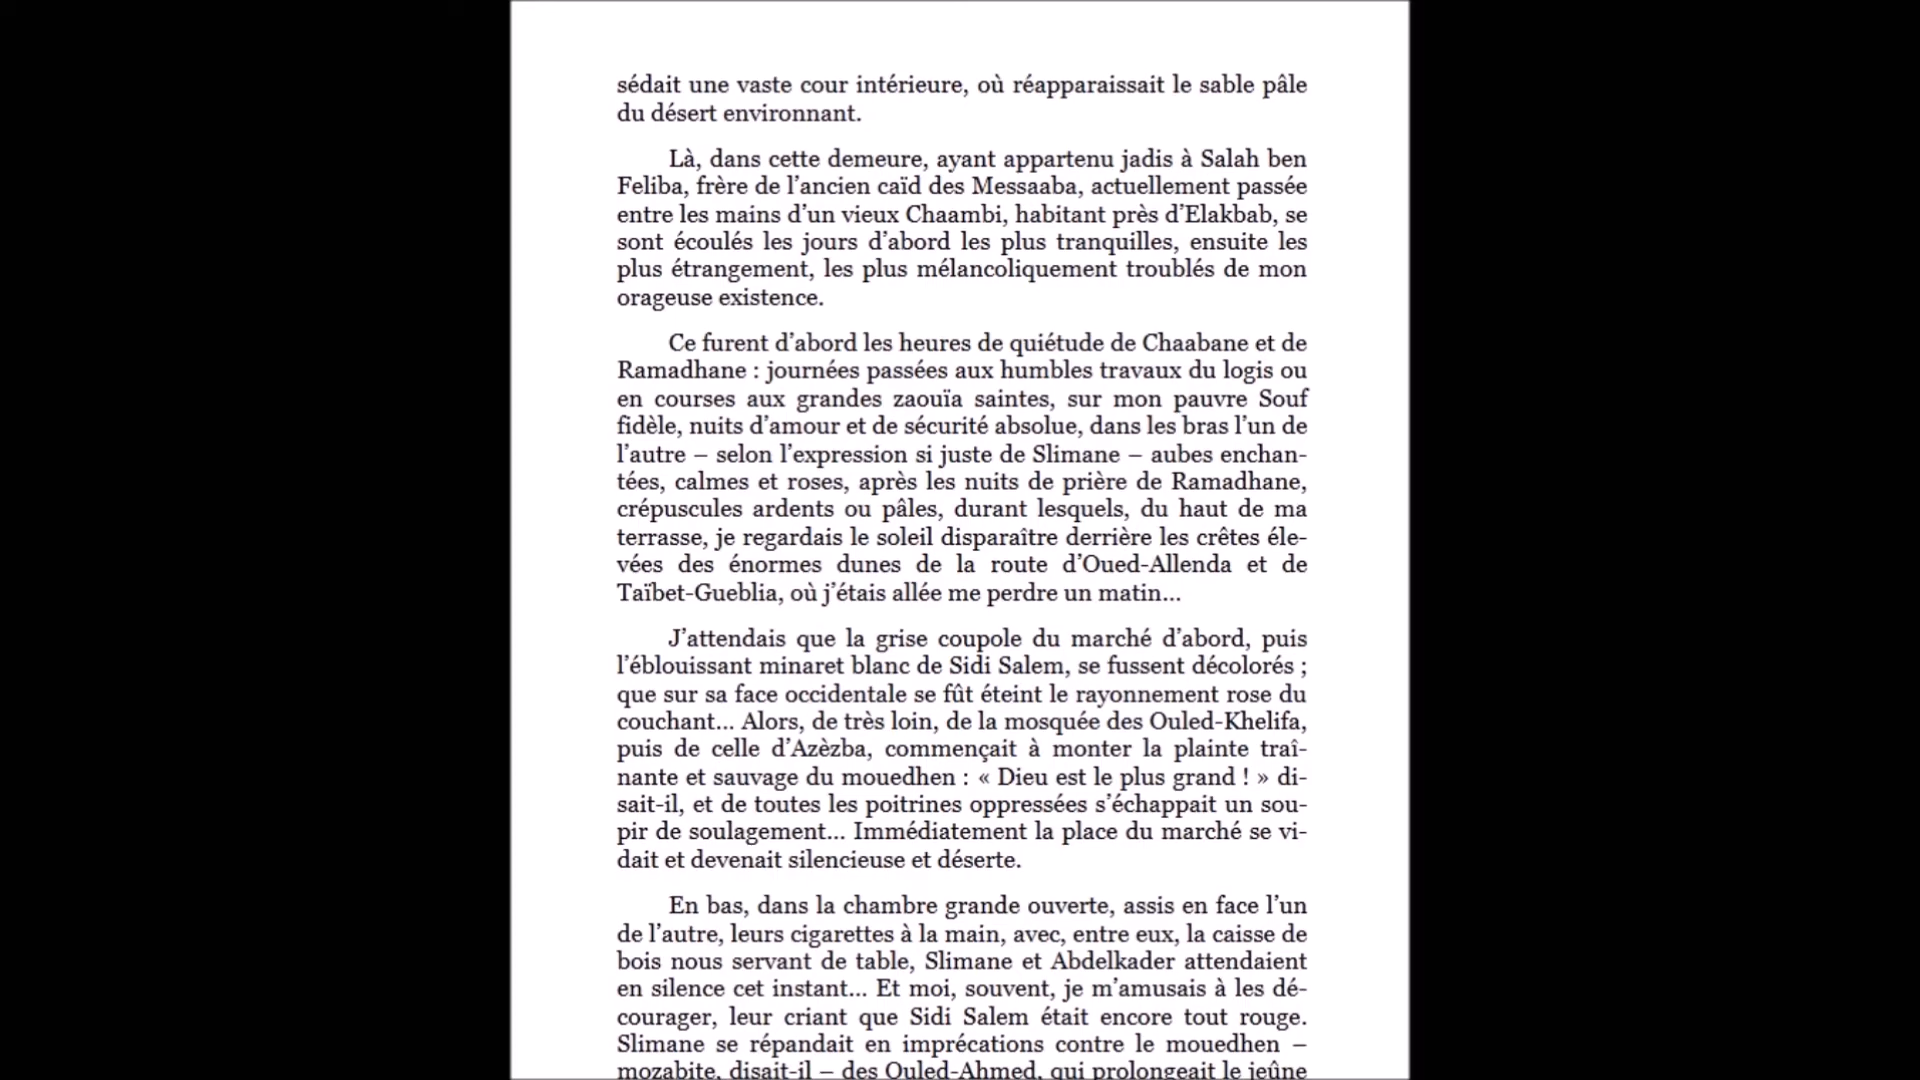 sédait une vaste cour intérieure, où réapparaissait le sable pâle
du désert environnant.
Là, dans cette demeure, ayant appartenu jadis à Salah ben
Feliba, frère de l’ancien caïd des Messaaba, actuellement passée
entre les mains d’un vieux Chaambi, habitant près d’Elakbab, se
sont écoulés les jours d’abord les plus tranquilles, ensuite les
plus étrangement, les plus mélancoliquement troublés de mon
orageuse existence.
Ce furent d’abord les heures de quiétude de Chaabane et de
Ramadhane : journées passées aux humbles travaux du logis ou
en courses aux grandes zaouïa saintes, sur mon pauvre Souf
fidèle, nuits d’amour et de sécurité absolue, dans les bras l’un de
l’autre – selon l’expression si juste de Slimane – aubes enchan-
tées, calmes et roses, après les nuits de prière de Ramadhane,
crépuscules ardents ou pâles, durant lesquels, du haut de ma
terrasse, je regardais le soleil disparaître derrière les crêtes éle-
vées des énormes dunes de la route d’Oued-Allenda et de
Taïbet-Gueblia, où j’étais allée me perdre un matin…
J’attendais que la grise coupole du marché d’abord, puis
l’éblouissant minaret blanc de Sidi Salem, se fussent décolorés ;
que sur sa face occidentale se fût éteint le rayonnement rose du
couchant… Alors, de très loin, de la mosquée des Ouled-Khelifa,
puis de celle d’Azèzba, commençait à monter la plainte traî-
nante et sauvage du mouedhen : « Dieu est le plus grand ! » di-
sait-il, et de toutes les poitrines oppressées s’échappait un sou-
pir de soulagement… Immédiatement la place du marché se vi-
dait et devenait silencieuse et déserte.
En bas, dans la chambre grande ouverte, assis en face l’un
de l’autre, leurs cigarettes à la main, avec, entre eux, la caisse de
bois nous servant de table, Slimane et Abdelkader attendaient
en silence cet instant… Et moi, souvent, je m’amusais à les dé-
courager, leur criant que Sidi Salem était encore tout rouge.
Slimane se répandait en imprécations contre le mouedhen –
mozabite, disait-il – des Ouled-Ahmed, qui prolongeait le jeûne